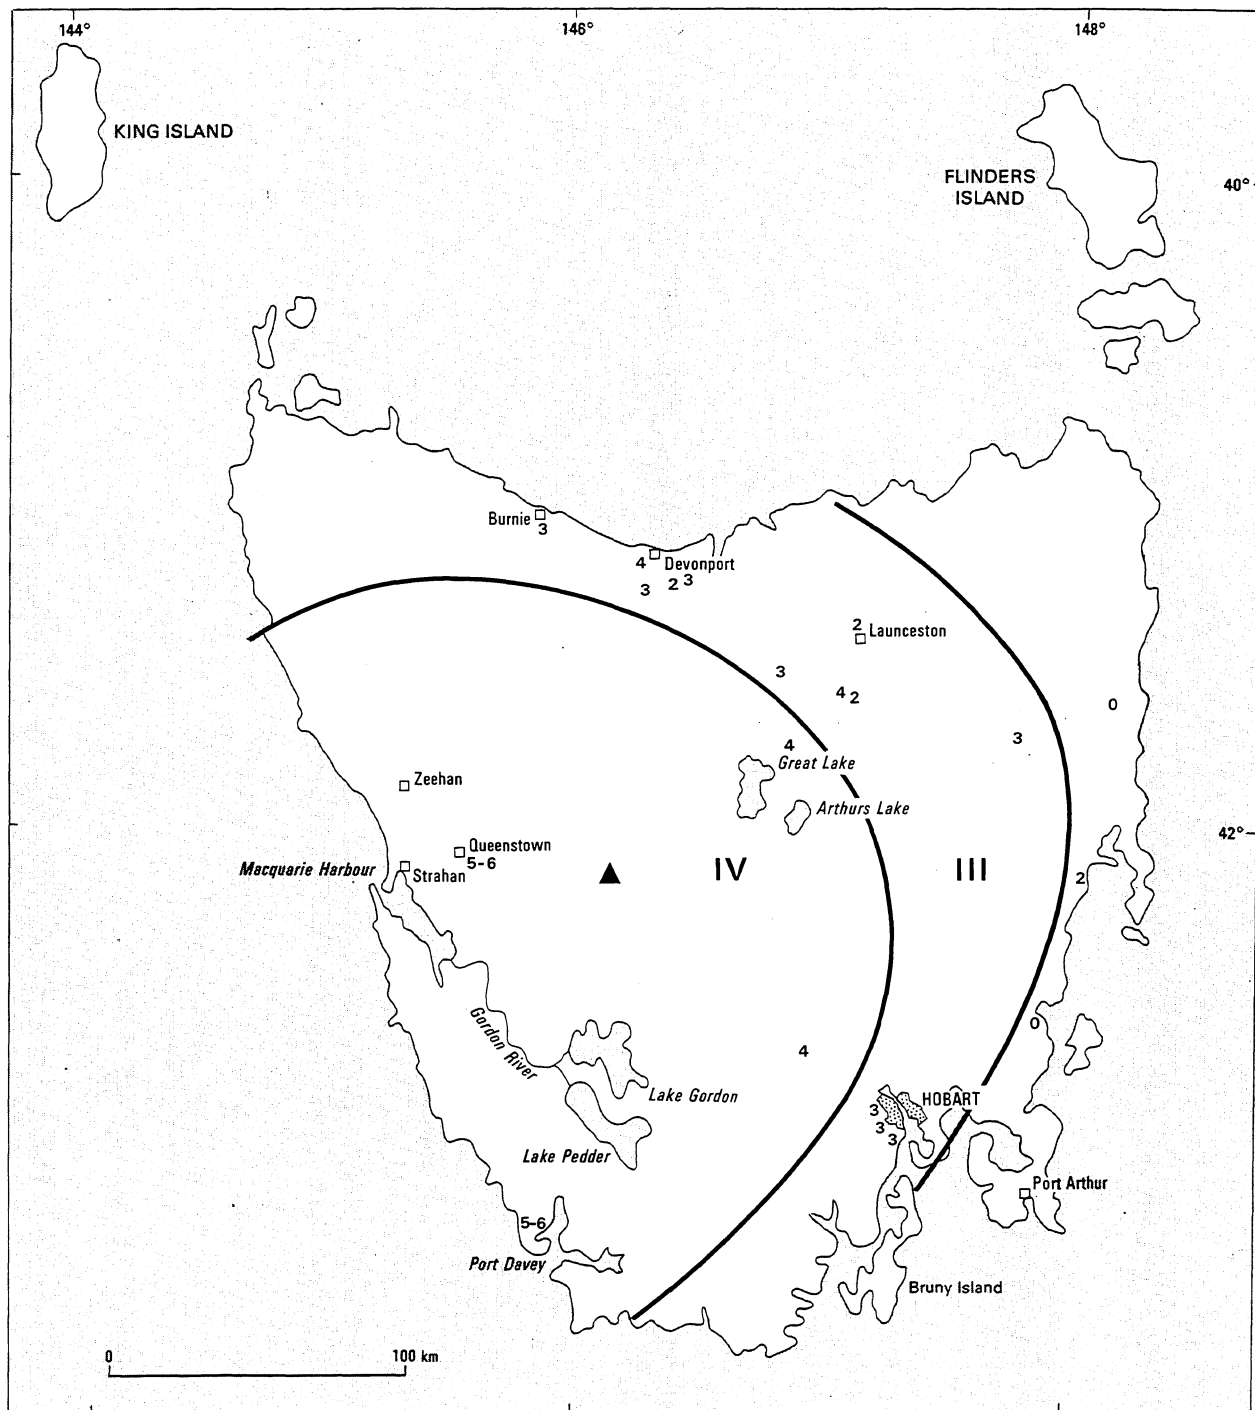 144°
146°
148°
KING ISLAND
FLINDERS
ISLAND
40°
Burnie
3
4
Devonport
3
2
3
2
Launceston
3
4
2
0
3
4
Great Lake
Arthurs Lake
Zeehan
42°
Queenstown
5-6
Macquarie Harbour
Strahan
IV
III
2
Gordon River
0
4
Lake Gordon
HOBART
3
3
3
Lake Pedder
Port Arthur
5-6
Port Davey
Bruny Island
0
100 km